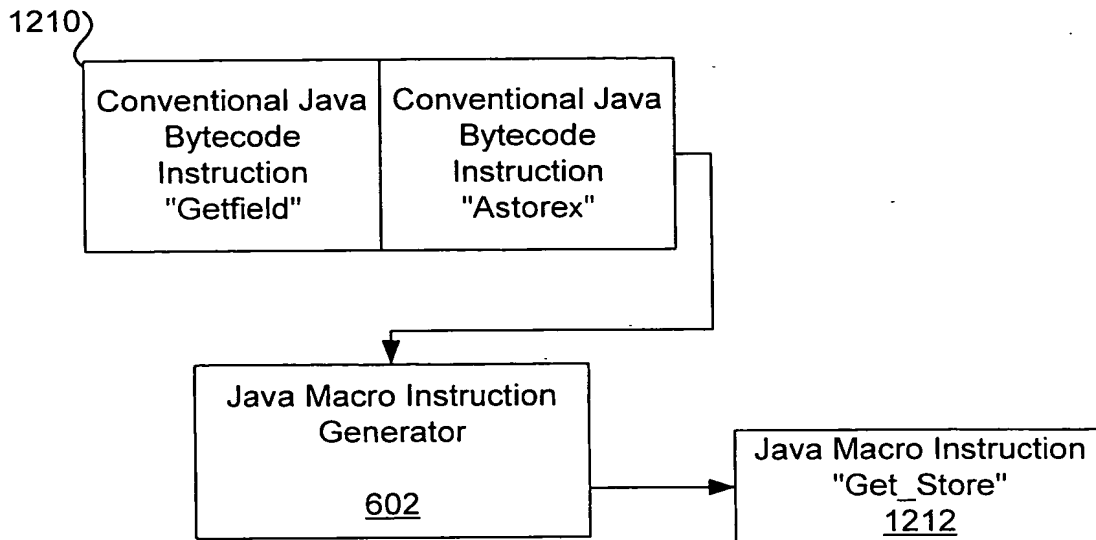 1210
Conventional Java
Bytecode
Instruction
"Getfield"
Conventional Java
Bytecode
Instruction
"Astorex"
Java Macro Instruction
Generator
602
Java Macro Instruction
"Get_Store"
1212